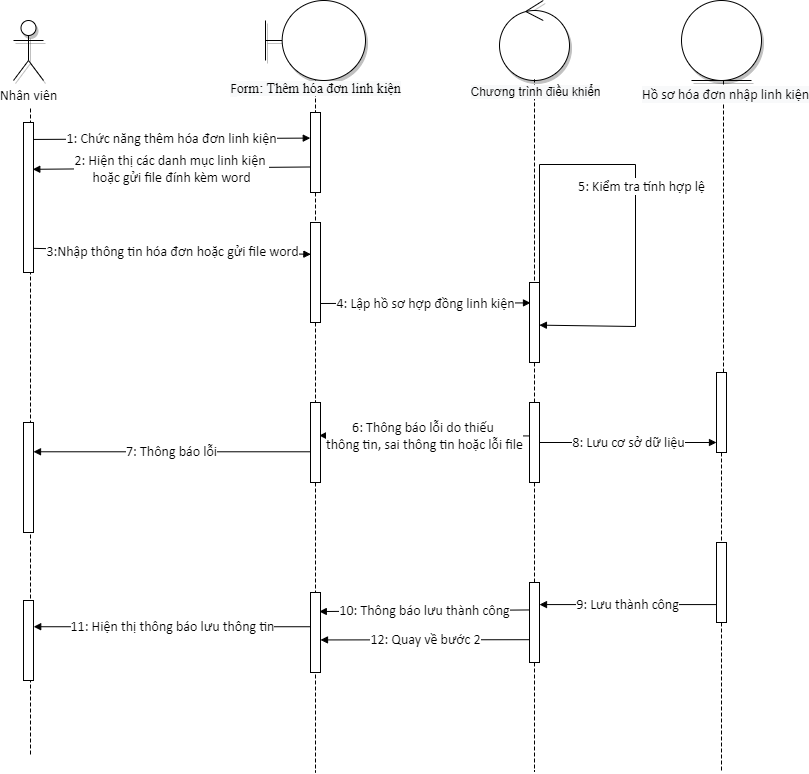 Nhân viên
Form: Thêm hóa đơn linh kiện
Chương trình điều khiển
Hồ sơ hóa đơn nhập linh kiện
1: Chức năng thêm hóa đơn linh kiện
2: Hiện thị các danh mục linh kiện
hoặc gửi file đính kèm word
5: Kiểm tra tính hợp lệ
3:Nhập thông tin hóa đơn hoặc gửi file word
4: Lập hồ sơ hợp đồng linh kiện
6: Thông báo lỗi do thiếu
thông tin, sai thông tin hoặc lỗi file
8: Lưu cơ sở dữ liệu
7: Thông báo lỗi
9: Lưu thành công
10: Thông báo lưu thành công
11: Hiện thị thông báo lưu thông tin
12: Quay về bước 2